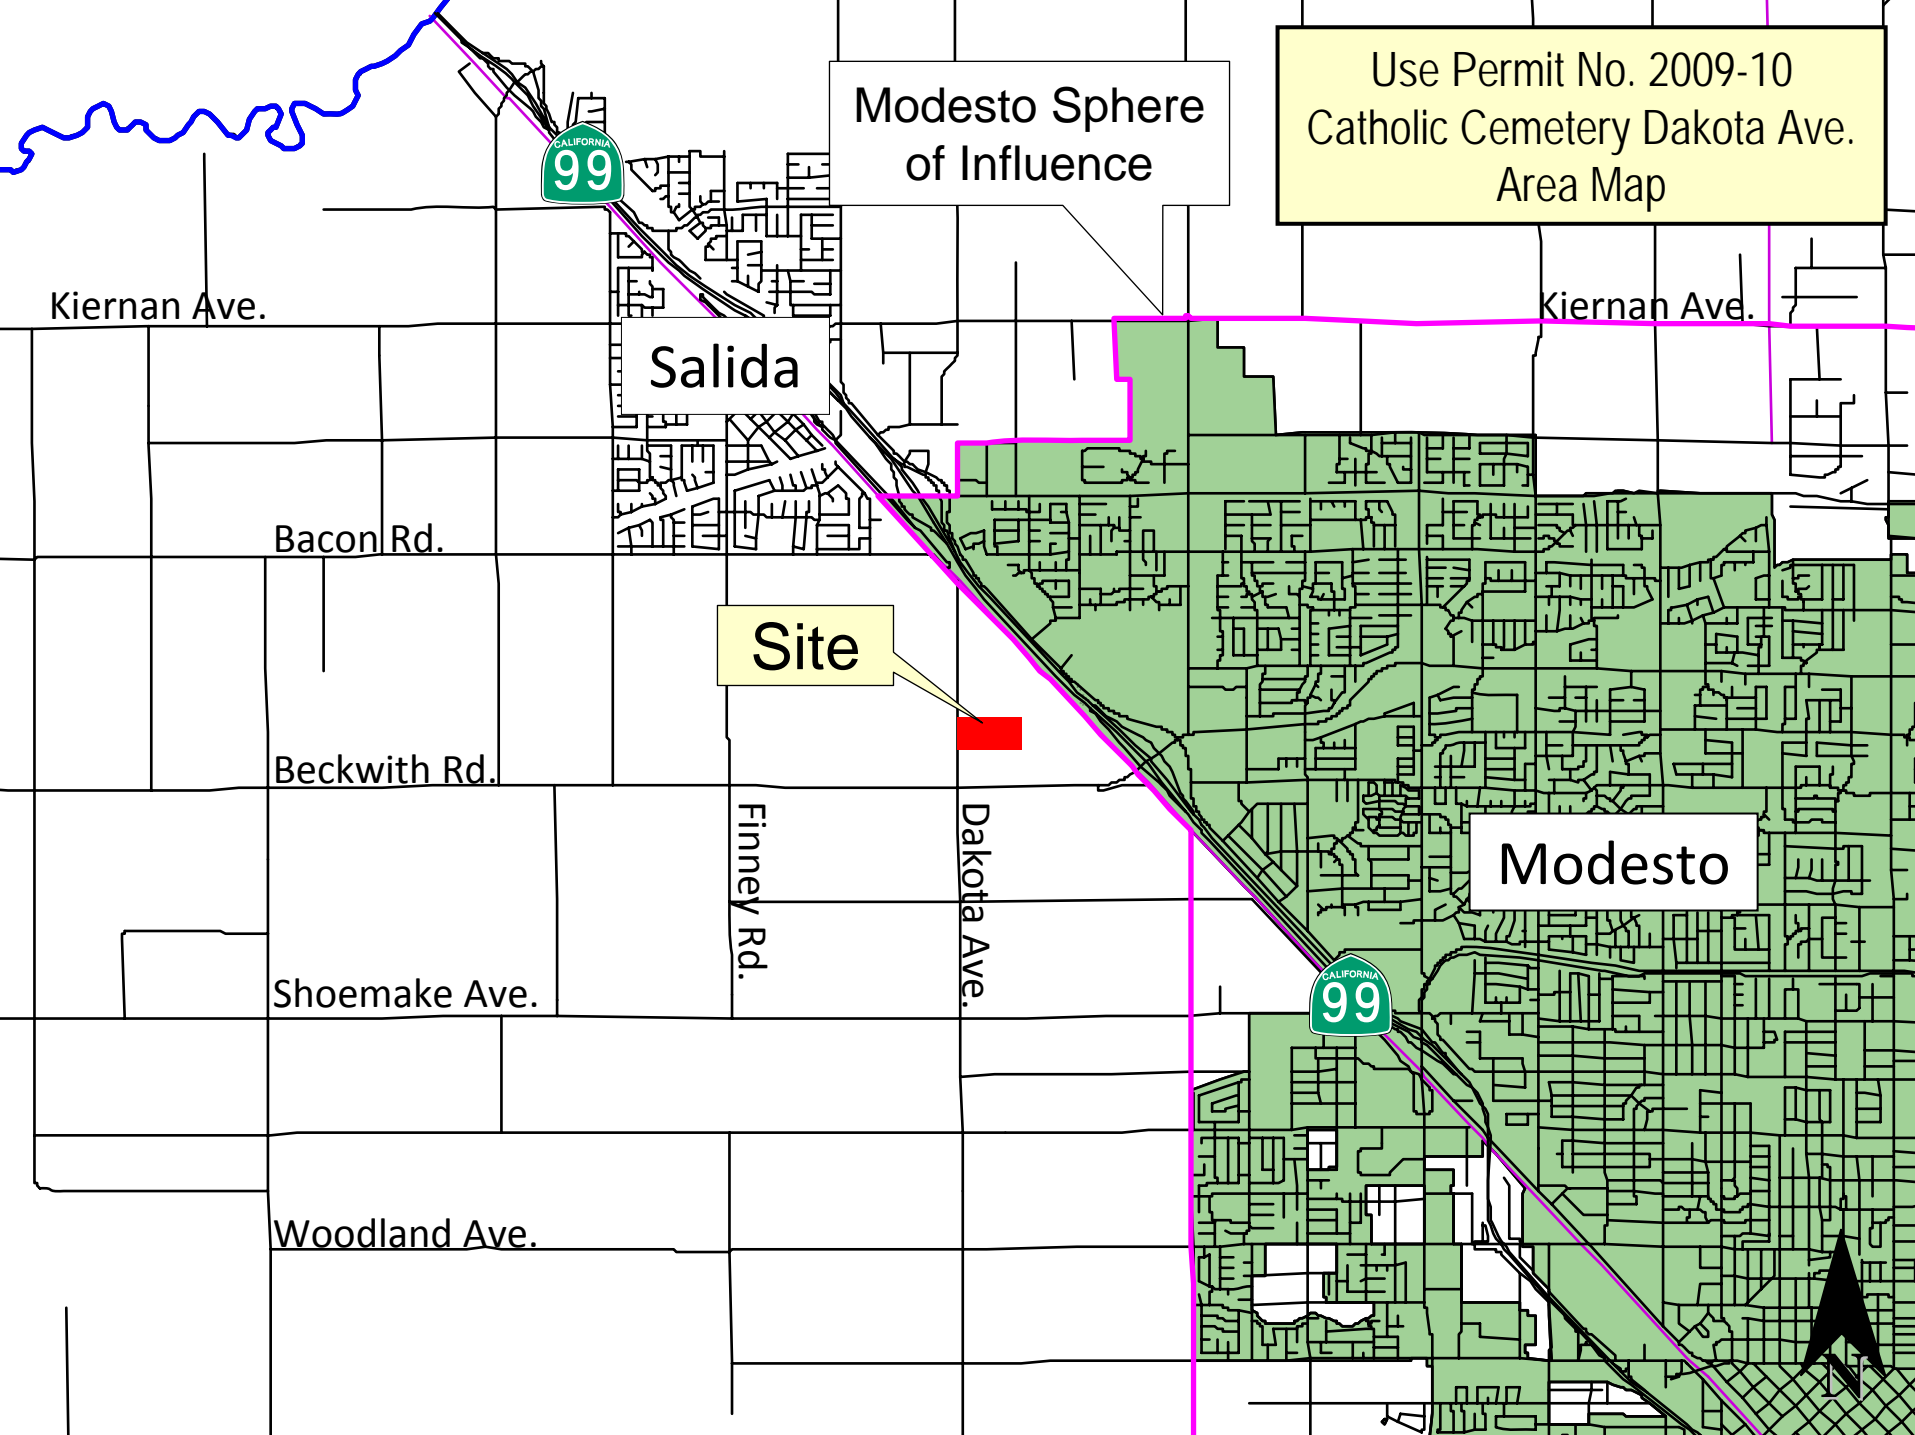 Use Permit No. 2009-10
Catholic Cemetery Dakota Ave.
Area Map
Modesto Sphere
of Influence
CALIFORNIA
99
Kiernan Ave.
Kiernan Ave.
Salida
Bacon Rd.
Site
Beckwith Rd.
Finney Rd.
Dakota Ave.
Modesto
Shoemake Ave.
CALIFORNIA
99
Woodland Ave.
N